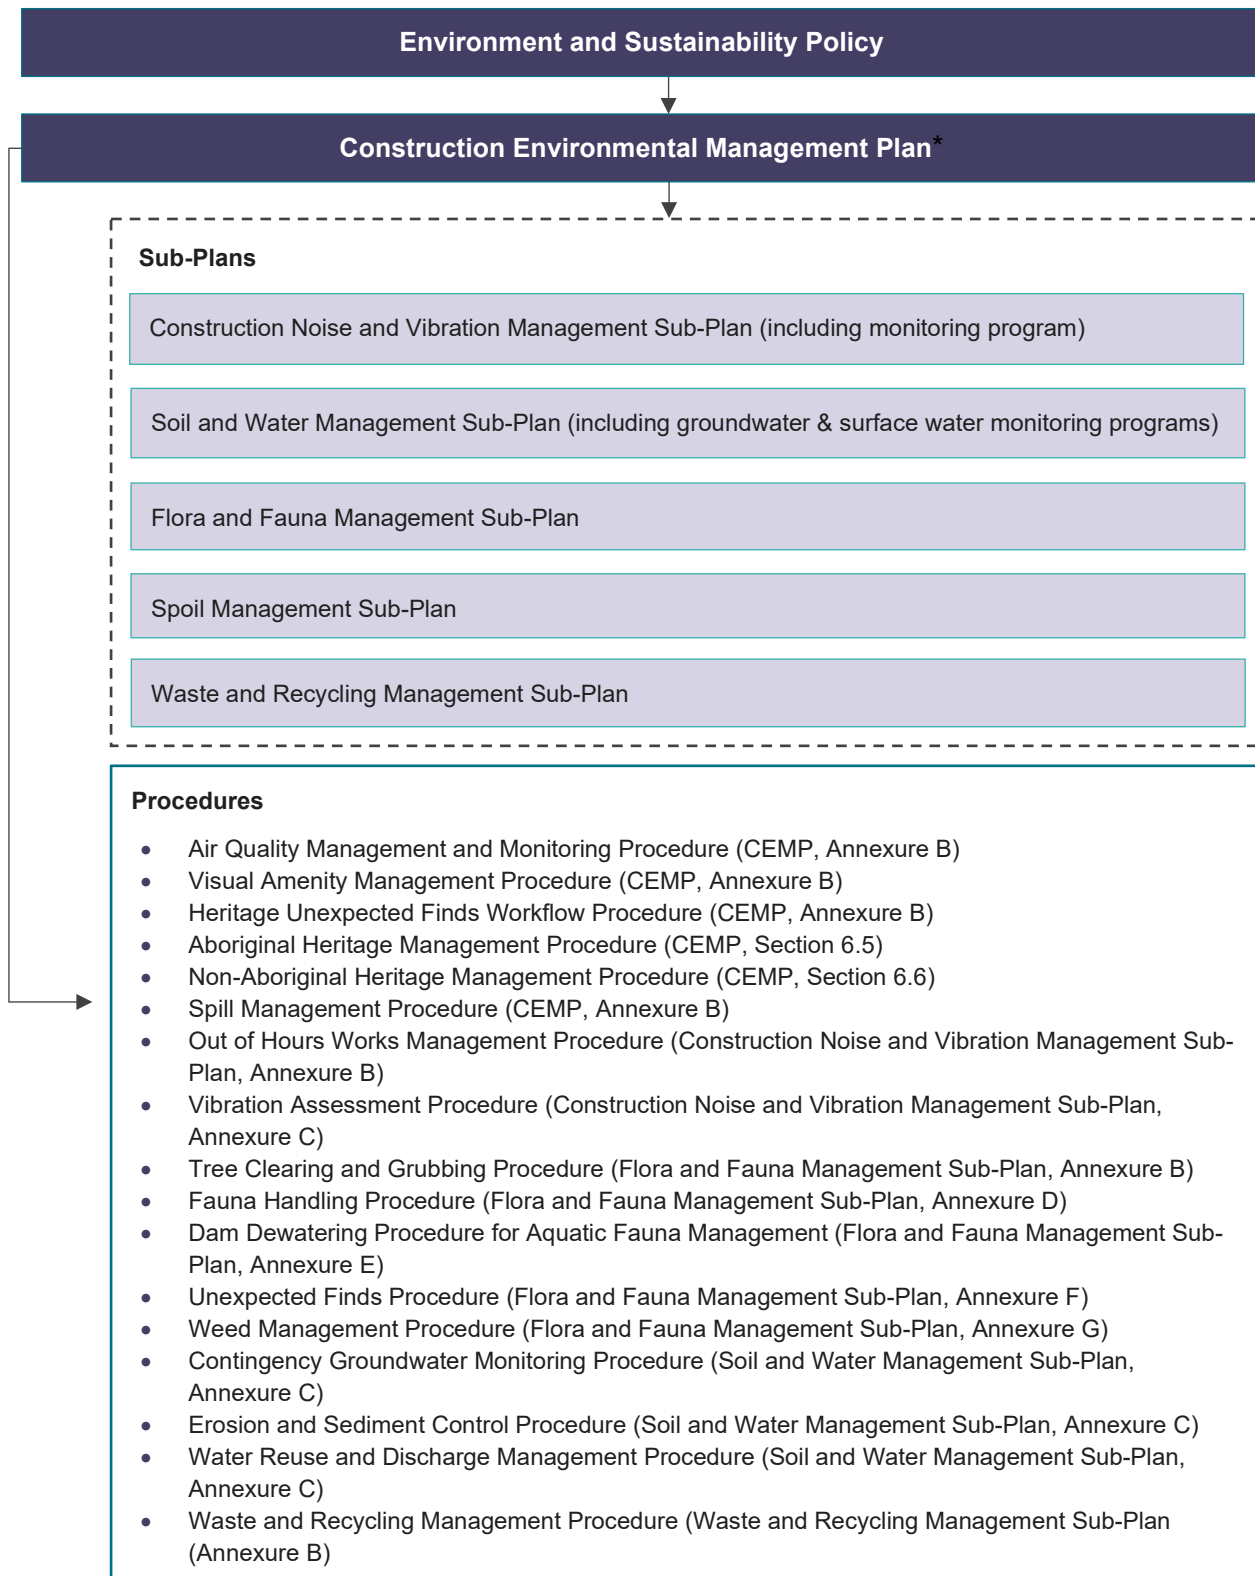 Environment and Sustainability Policy
Construction Environmental Management Plan*
Sub-Plans
Construction Noise and Vibration Management Sub-Plan (including monitoring program)
Soil and Water Management Sub-Plan (including groundwater & surface water monitoring programs)
Flora and Fauna Management Sub-Plan
Spoil Management Sub-Plan
Waste and Recycling Management Sub-Plan
Procedures
• Air Quality Management and Monitoring Procedure (CEMP, Annexure B)
• Visual Amenity Management Procedure (CEMP, Annexure B)
• Heritage Unexpected Finds Workflow Procedure (CEMP, Annexure B)
• Aboriginal Heritage Management Procedure (CEMP, Section 6.5)
• Non-Aboriginal Heritage Management Procedure (CEMP, Section 6.6)
• Spill Management Procedure (CEMP, Annexure B)
• Out of Hours Works Management Procedure (Construction Noise and Vibration Management Sub-
Plan, Annexure B)
• Vibration Assessment Procedure (Construction Noise and Vibration Management Sub-Plan,
Annexure C)
• Tree Clearing and Grubbing Procedure (Flora and Fauna Management Sub-Plan, Annexure B)
• Fauna Handling Procedure (Flora and Fauna Management Sub-Plan, Annexure D)
• Dam Dewatering Procedure for Aquatic Fauna Management (Flora and Fauna Management Sub-
Plan, Annexure E)
• Unexpected Finds Procedure (Flora and Fauna Management Sub-Plan, Annexure F)
• Weed Management Procedure (Flora and Fauna Management Sub-Plan, Annexure G)
• Contingency Groundwater Monitoring Procedure (Soil and Water Management Sub-Plan,
Annexure C)
• Erosion and Sediment Control Procedure (Soil and Water Management Sub-Plan, Annexure C)
• Water Reuse and Discharge Management Procedure (Soil and Water Management Sub-Plan,
Annexure C)
• Waste and Recycling Management Procedure (Waste and Recycling Management Sub-Plan
(Annexure B)